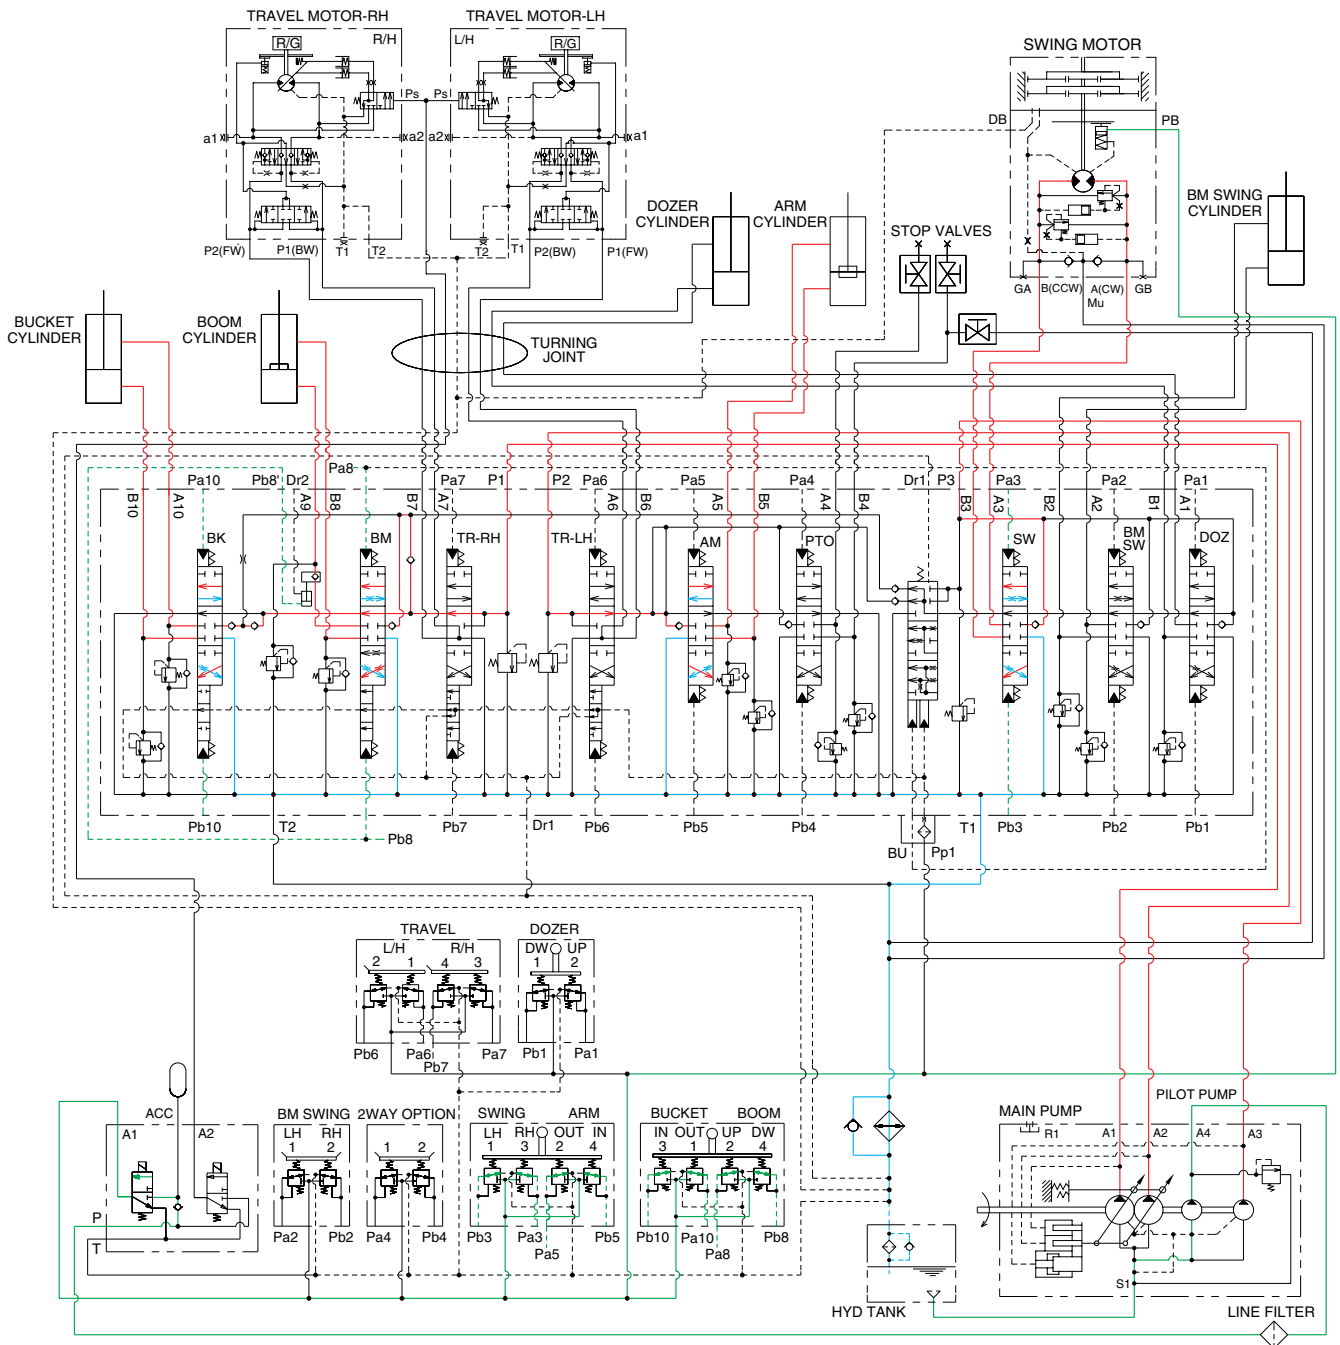 TRAVEL MOTOR-RH
TRAVEL MOTOR-LH
R/G
R/H
L/H
R/G
SWING MOTOR
Ps
Ps
DB
PB
a1
a2
a2
a1
DOZER
CYLINDER
ARM
CYLINDER
BM SWING
CYLINDER
STOP VALVES
P2(FW)
P1(BW)
T1
T2
T2
T1
P2(BW)
P1(FW)
GA
B(CCW)
A(CW)
GB
Mu
BUCKET
CYLINDER
BOOM
CYLINDER
TURNING
JOINT
Pa10
Pb8'
Dr2
Pa8
Pa7
P1
P2
Pa6
Pa5
Pa4
Dr1
P3
Pa3
Pa2
Pa1
B10
A10
A9
B8
B7
A7
A6
B6
A5
B5
A4
B4
B3
A3
B2
A2
B1
A1
BK
BM
TR-RH
TR-LH
AM
PTO
SW
BM
SW
DOZ
Pb10
T2
Pb8
Pb7
Dr1
Pb6
Pb5
Pb4
BU
Pp1
T1
Pb3
Pb2
Pb1
TRAVEL
L/H
R/H
2
1
4
3
DOZER
DW
UP
1
2
Pb6
Pa6
Pb7
Pa7
Pb1
Pa1
ACC
A1
A2
P
T
BM SWING
LH
RH
1
2
Pa2
Pb2
2WAY OPTION
1
2
Pa4
Pb4
SWING
ARM
LH
RH
OUT
IN
1
3
2
4
Pb3
Pa3
Pa5
Pb5
BUCKET
BOOM
IN
OUT
UP
DW
3
1
2
4
Pb10
Pa10
Pa8
Pb8
HYD TANK
MAIN PUMP
PILOT PUMP
R1
A1
A2
A4
A3
S1
LINE FILTER